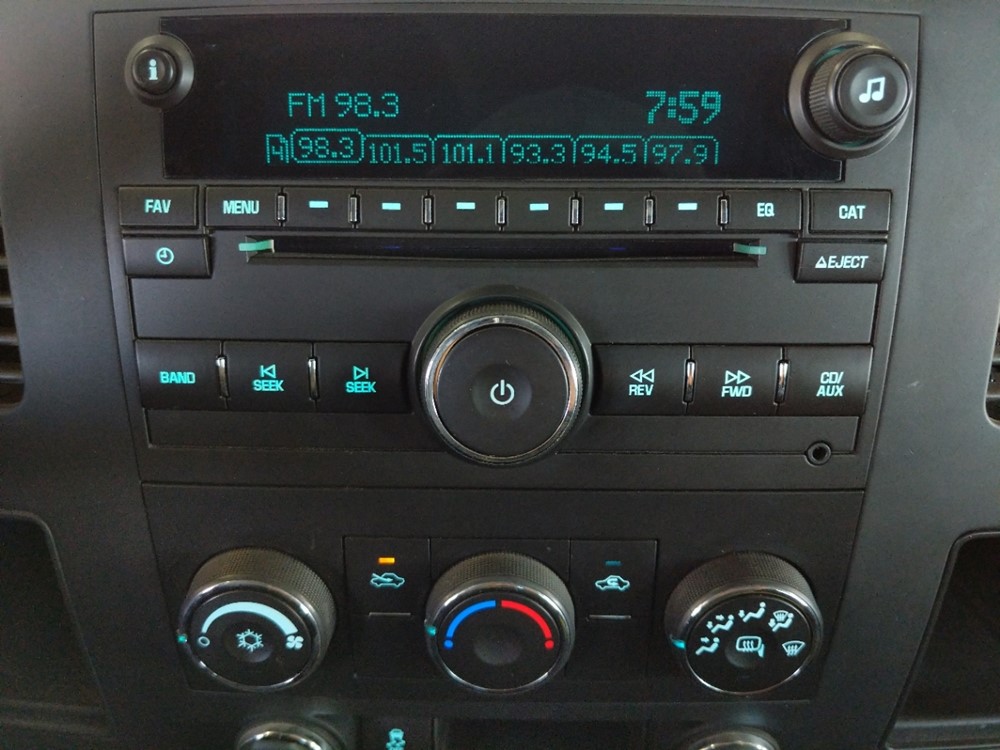 i
FM 98.3 7:59
98.3 101.5 101.1 93.3 94.5 97.9
FAV MENU EQ CAT
EJECT
BAND SEEK SEEK REV FWD CD/
AUX